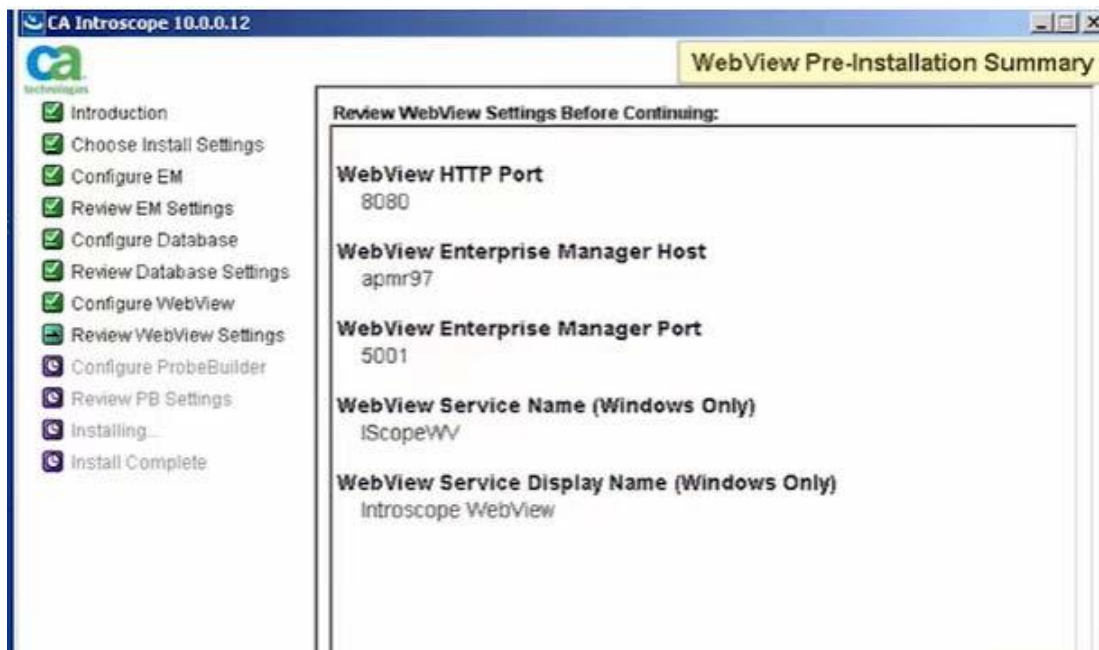 CA Introscope 10.0.0.12
ca
technologies
WebView Pre-Installation Summary
Introduction
Choose Install Settings
Configure EM
Review EM Settings
Configure Database
Review Database Settings
Configure WebView
Review WebView Settings
Configure ProbeBuilder
Review PB Settings
Installing...
Install Complete
Review WebView Settings Before Continuing:
WebView HTTP Port
8080
WebView Enterprise Manager Host
apmr97
WebView Enterprise Manager Port
5001
WebView Service Name (Windows Only)
IScopeWV
WebView Service Display Name (Windows Only)
Introscope WebView